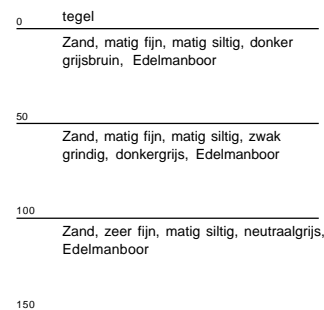 tegel
0
Zand, matig fijn, matig siltig, donker
grijsbruin, Edelmanboor
50
Zand, matig fijn, matig siltig, zwak
grindig, donkergrijs, Edelmanboor
100
Zand, zeer fijn, matig siltig, neutraalgrijs,
Edelmanboor
150